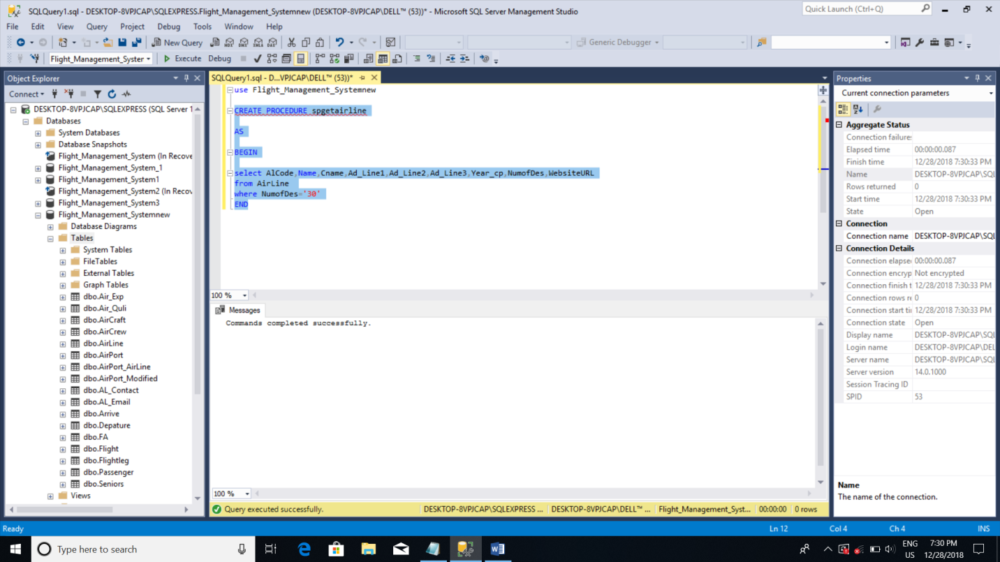 SQLQuery1.sql - DESKTOP-8VPJCAP\SQLEXPRESS.Flight_Management_Systemnew (DESKTOP-8VPJCAP\DELL™ (53))* - Microsoft SQL Server Management Studio
Quick Launch (Ctrl+Q)
File Edit View Query Project Debug Tools Window Help
New Query
Generic Debugger
Flight_Management_System
Execute Debug
Object Explorer
Connect
DESKTOP-8VPJCAP\SQLEXPRESS (SQL Server 1
Databases
System Databases
Database Snapshots
Flight_Management_System (In Recove
Flight_Management_System_1
Flight_Management_System1
Flight_Management_System2 (In Recov
Flight_Management_System3
Flight_Management_Systemnew
Database Diagrams
Tables
System Tables
FileTables
External Tables
Graph Tables
dbo.Air_Exp
dbo.Air_Quli
dbo.AirCraft
dbo.AirCrew
dbo.AirLine
dbo.AirPort
dbo.AirPort_AirLine
dbo.AirPort_Modified
dbo.AL_Contact
dbo.AL_Email
dbo.Arrive
dbo.Depature
dbo.FA
dbo.Flight
dbo.Flightleg
dbo.Passenger
dbo.Seniors
Views
SQLQuery1.sql - D...VPJCAP\DELL™ (53))*
use Flight_Management_Systemnew
CREATE PROCEDURE spgetairline
AS
BEGIN
select AlCode,Name,Cname,Ad_Line1,Ad_Line2,Ad_Line3,Year_cp,NumofDes,WebsiteURL
from AirLine
where NumofDes='30'
END
100 %
Messages
Commands completed successfully.
100 %
Query executed successfully.
DESKTOP-8VPJCAP\SQLEXPRESS ... DESKTOP-8VPJCAP\DELL™ ... Flight_Management_Syst... 00:00:00 0 rows
Properties
Current connection parameters
Aggregate Status
Connection failure
Elapsed time 00:00:00.087
Finish time 12/28/2018 7:30:33 PM
Name DESKTOP-8VPJCAP\SQL
Rows returned 0
Start time 12/28/2018 7:30:33 PM
State Open
Connection
Connection name DESKTOP-8VPJCAP\SQL
Connection Details
Connection elapse 00:00:00.087
Connection encryp Not encrypted
Connection finish t 12/28/2018 7:30:33 PM
Connection rows re 0
Connection start ti 12/28/2018 7:30:33 PM
Connection state Open
Display name DESKTOP-8VPJCAP\SQL
Login name DESKTOP-8VPJCAP\DEL
Server name DESKTOP-8VPJCAP\SQL
Server version 14.0.1000
Session Tracing ID
SPID 53
Name
The name of the connection.
Ready Ln 12 Col 4 Ch 4 INS
Type here to search
ENG
US
7:30 PM
12/28/2018